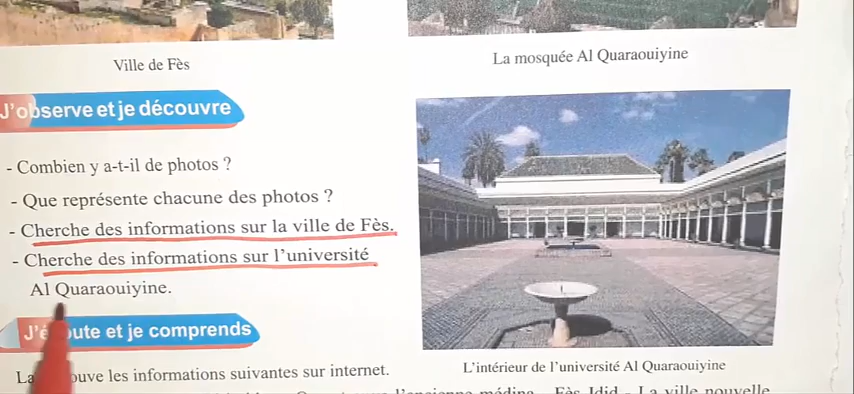 Ville de Fès
La mosquée Al Quaraouiyine
J'observe et je découvre
- Combien y a-t-il de photos ?
- Que représente chacune des photos ?
- Cherche des informations sur la ville de Fès.
- Cherche des informations sur l'université
Al Quaraouiyine.
et je comprends
L'intérieur de l'université Al Quaraouiyine
les informations suivantes sur internet.
Fès Jdid - La ville nouvelle